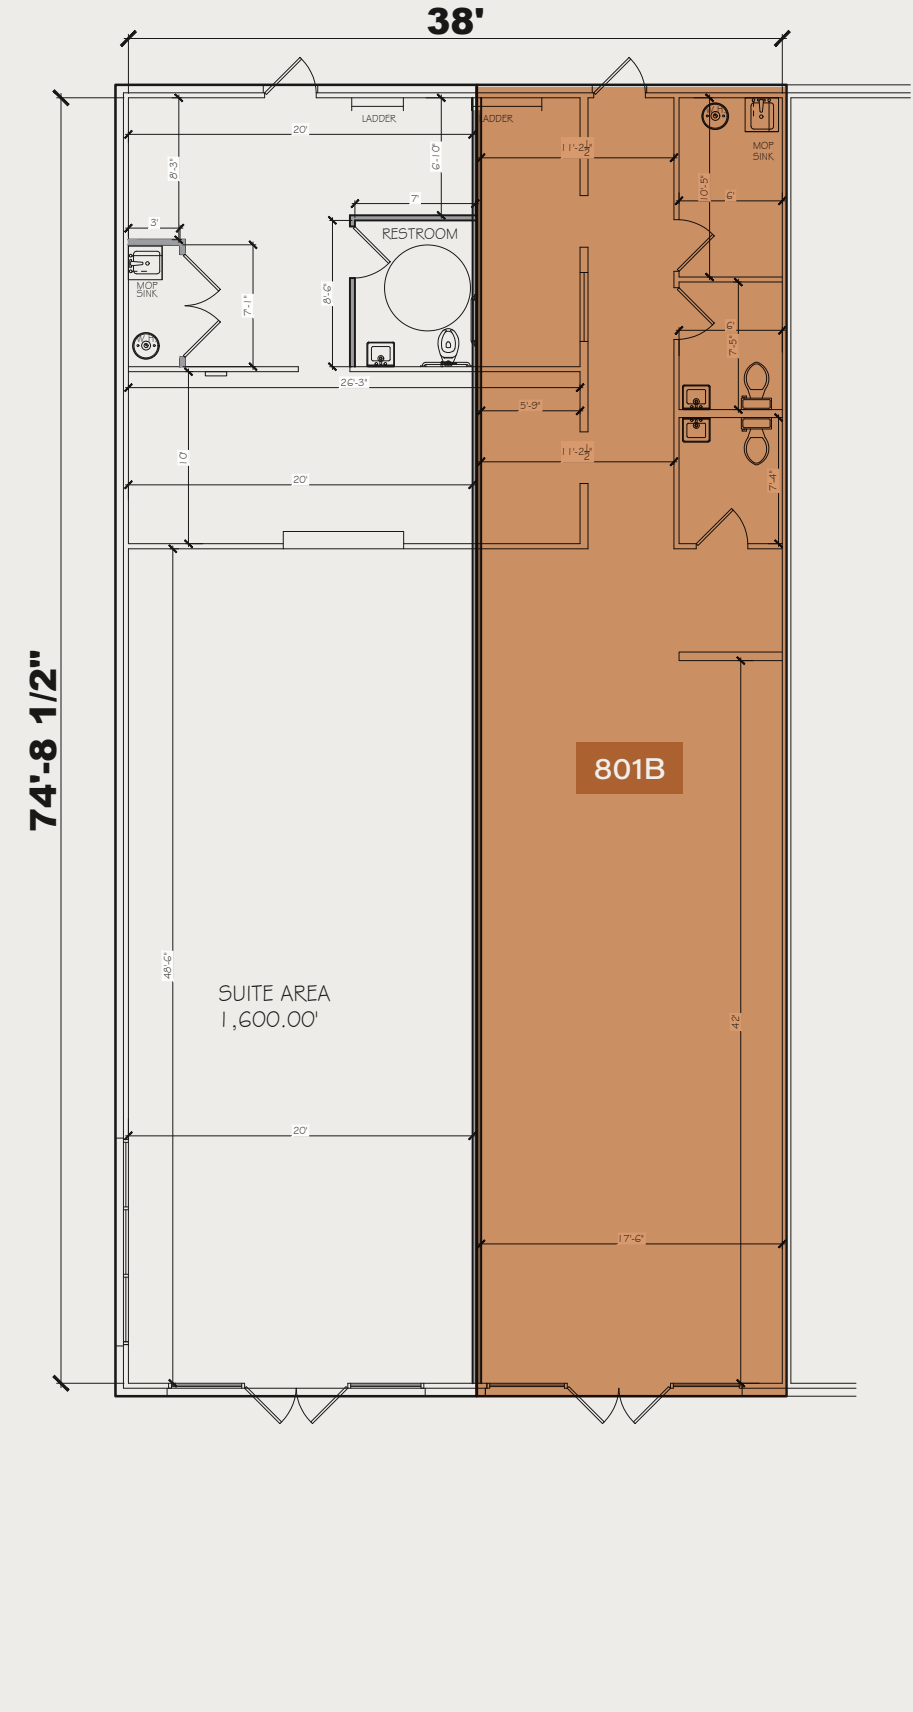 38'
LADDER
LADDER
20'
8'-3"
6'-10"
11'-2½"
MOP
SINK
10'-5"
6'
7'
3'
RESTROOM
MOP
SINK
7'-1"
8'-6"
6'
7'-5"
26'-3"
5'-9"
10'
11'-2½"
20'
7'-4"
74'-8 1/2"
801B
48'-6"
SUITE AREA
1,600.00'
42'
20'
17'-6"